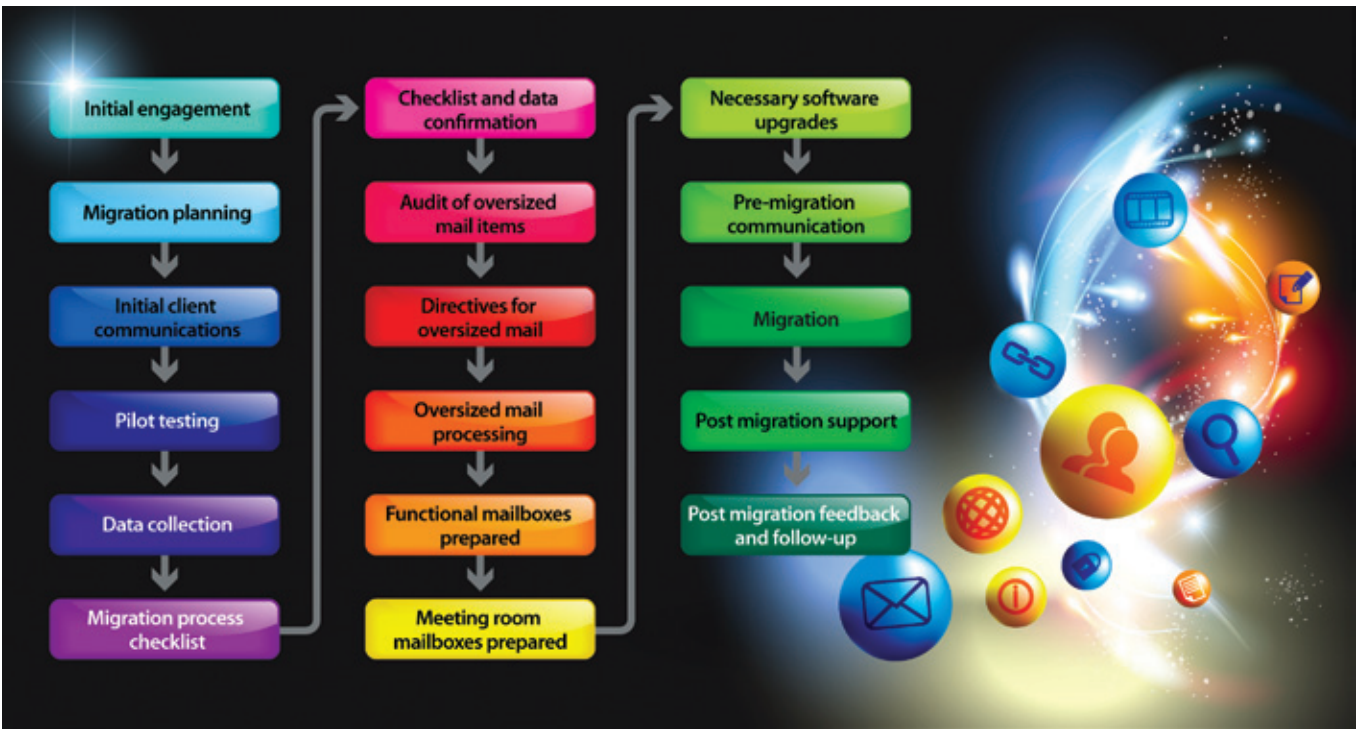 Initial engagement
Migration planning
Initial client
communications
Pilot testing
Data collection
Migration process
checklist
Checklist and data
confirmation
Audit of oversized
mail items
Directives for
oversized mail
Oversized mail
processing
Functional mailboxes
prepared
Meeting room
mailboxes prepared
Necessary software
upgrades
Pre-migration
communication
Migration
Post migration support
Post migration feedback
and follow-up